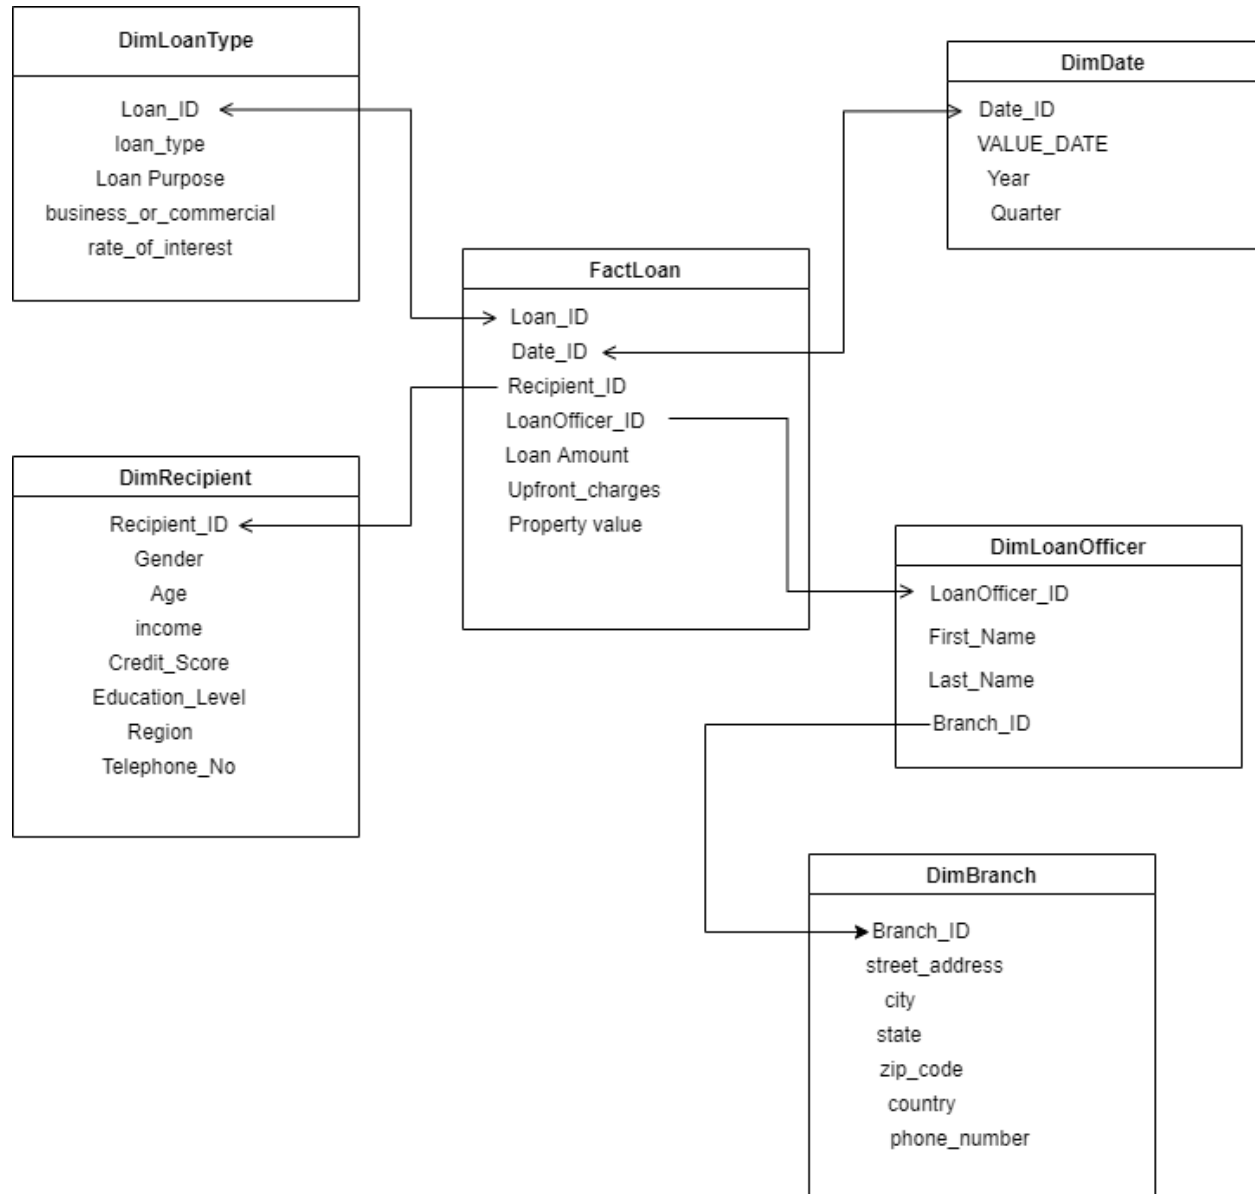 DimLoanType
Loan_ID
loan_type
Loan Purpose
business_or_commercial
rate_of_interest
DimDate
Date_ID
VALUE_DATE
Year
Quarter
FactLoan
Loan_ID
Date_ID
Recipient_ID
LoanOfficer_ID
Loan Amount
Upfront_charges
Property value
DimRecipient
Recipient_ID
Gender
Age
income
Credit_Score
Education_Level
Region
Telephone_No
DimLoanOfficer
LoanOfficer_ID
First_Name
Last_Name
Branch_ID
DimBranch
Branch_ID
street_address
city
state
zip_code
country
phone_number